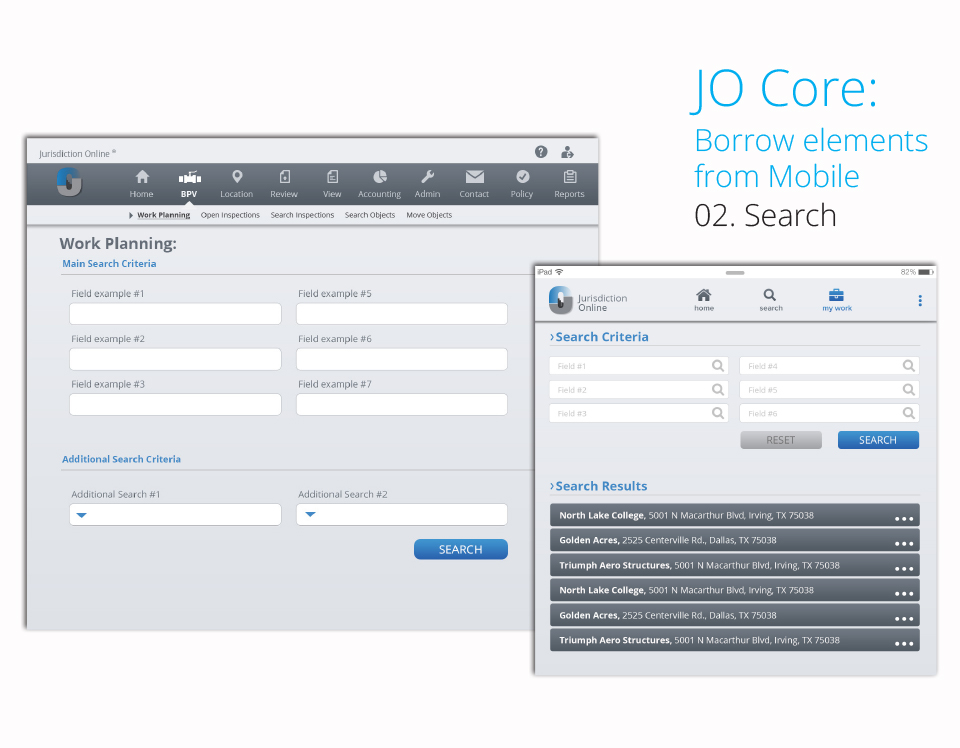 JO Core:
Borrow elements
from Mobile
02. Search
Jurisdiction Online ®
Home BPV Location Review View Accounting Admin Contact Policy Reports
Work Planning Open Inspections Search Inspections Search Objects Move Objects
Work Planning:
Main Search Criteria
Field example #1 Field example #5
Field example #2 Field example #6
Field example #3 Field example #7
Additional Search Criteria
Additional Search #1 Additional Search #2
SEARCH
iPad 82%
Jurisdiction
Online
home search my work
›Search Criteria
Field #1 Field #4
Field #2 Field #5
Field #3 Field #6
RESET SEARCH
›Search Results
North Lake College, 5001 N Macarthur Blvd, Irving, TX 75038
Golden Acres, 2525 Centerville Rd., Dallas, TX 75038
Triumph Aero Structures, 5001 N Macarthur Blvd, Irving, TX 75038
North Lake College, 5001 N Macarthur Blvd, Irving, TX 75038
Golden Acres, 2525 Centerville Rd., Dallas, TX 75038
Triumph Aero Structures, 5001 N Macarthur Blvd, Irving, TX 75038